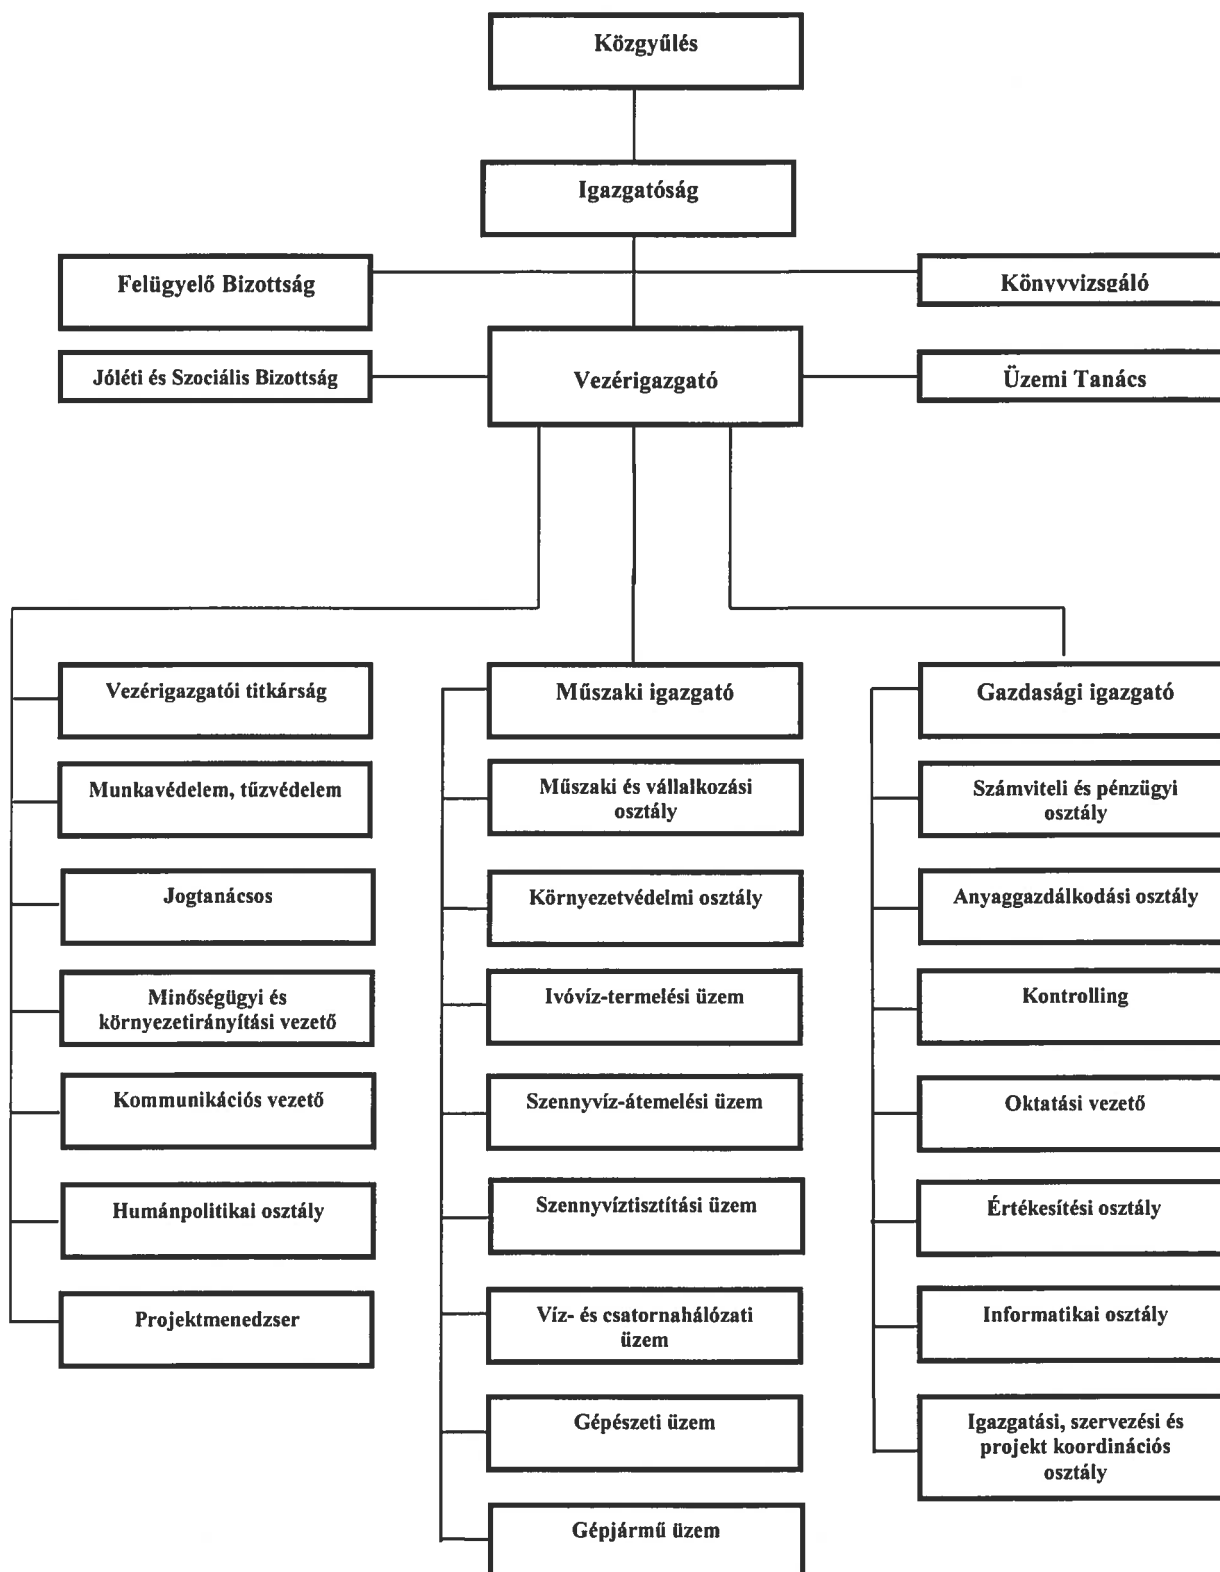 Közgyűlés
Igazgatóság
Felügyelő Bizottság
Könyvvizsgáló
Jóléti és Szociális Bizottság
Vezérigazgató
Üzemi Tanács
Vezérigazgatói titkárság
Munkavédelem, tűzvédelem
Jogtanácsos
Minőségügyi és
környezetirányítási vezető
Kommunikációs vezető
Humánpolitikai osztály
Projektmenedzser
Műszaki igazgató
Műszaki és vállalkozási
osztály
Környezetvédelmi osztály
Ivóvíz-termelési üzem
Szennyvíz-átemelési üzem
Szennyvíztisztítási üzem
Víz- és csatornahálózati
üzem
Gépészeti üzem
Gépjármű üzem
Gazdasági igazgató
Számviteli és pénzügyi
osztály
Anyaggazdálkodási osztály
Kontrolling
Oktatási vezető
Értékesítési osztály
Informatikai osztály
Igazgatási, szervezési és
projekt koordinációs
osztály